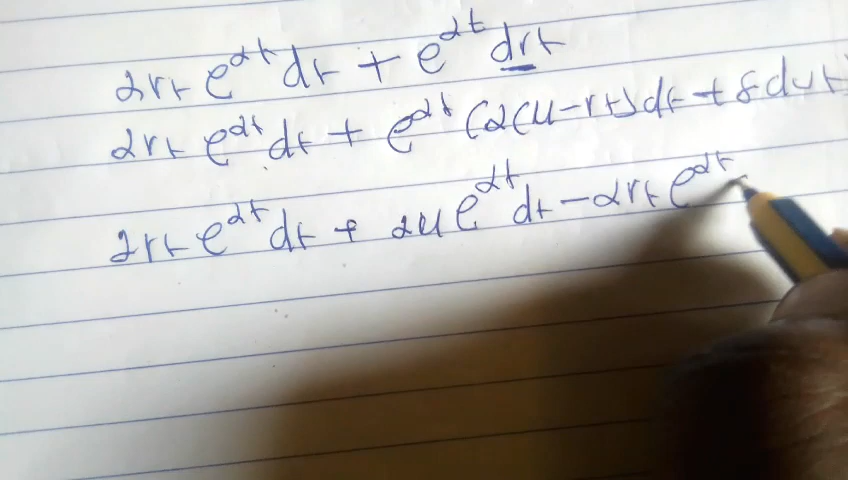 αr_t e^{αt} dt + e^{αt} dr_t
αr_t e^{αt} dt + e^{αt} (α(μ-r_t)dt + δdW_t
αr_t e^{αt} dt + αμ e^{αt} dt - αr_t e^{αt}